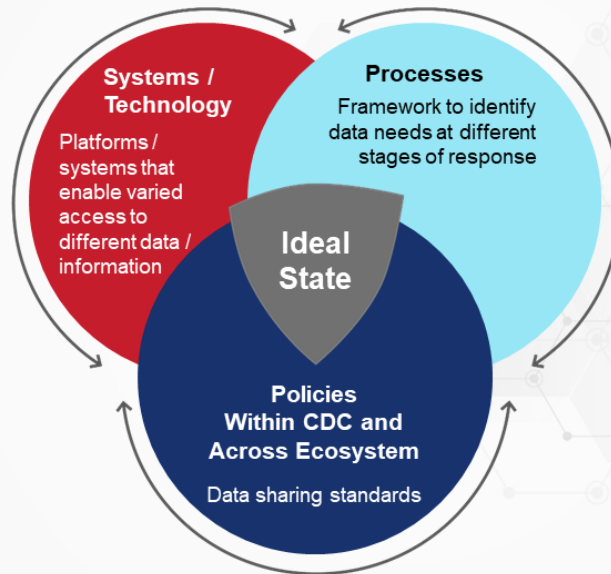 Systems /
Technology
Platforms /
systems that
enable varied
access to
different data /
information
Processes
Framework to identify
data needs at different
stages of response
Ideal
State
Policies
Within CDC and
Across Ecosystem
Data sharing standards